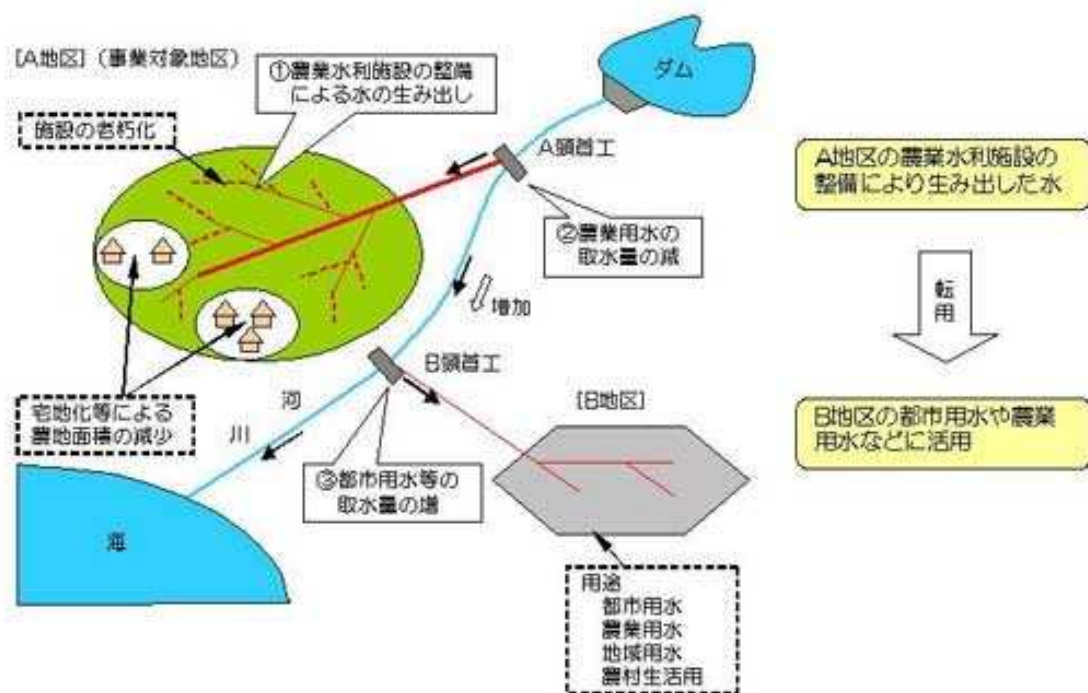 [A地区] (事業対象地区)
①農業水利施設の整備
による水の生み出し
ダム
施設の老朽化
A頭首工
②農業用水の
取水量の減
増加
A地区の農業水利施設の
整備により生み出した水
転用
B頭首工
宅地化等による
農地面積の減少
河
川
[B地区]
B地区の都市用水や農業
用水などに活用
③都市用水等の
取水量の増
海
用途
都市用水
農業用水
地域用水
農村生活用